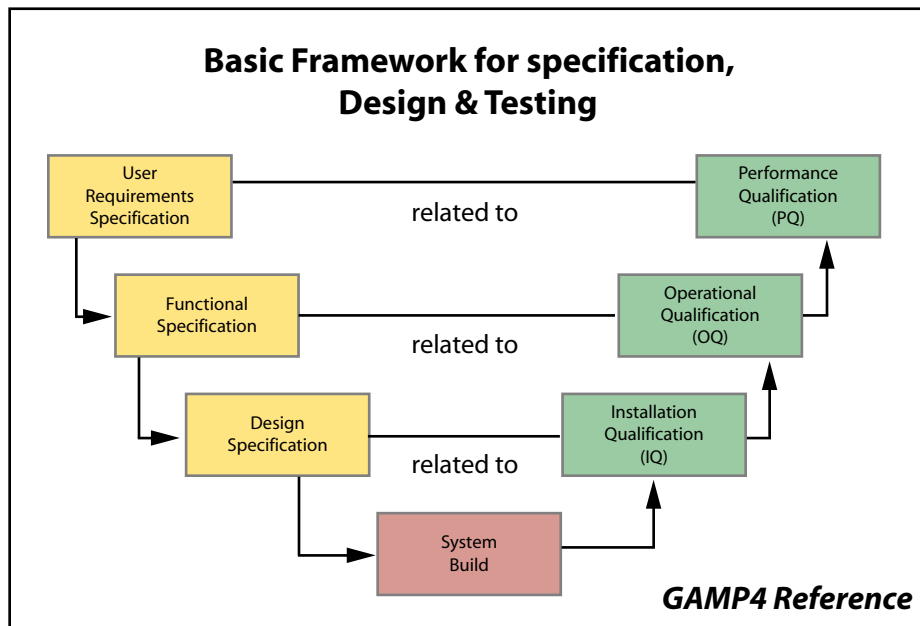 Basic Framework for specification,
Design & Testing
User
Requirements
Specification
related to
Performance
Qualification
(PQ)
Functional
Specification
related to
Operational
Qualification
(OQ)
Design
Specification
related to
Installation
Qualification
(IQ)
System
Build
GAMP4 Reference